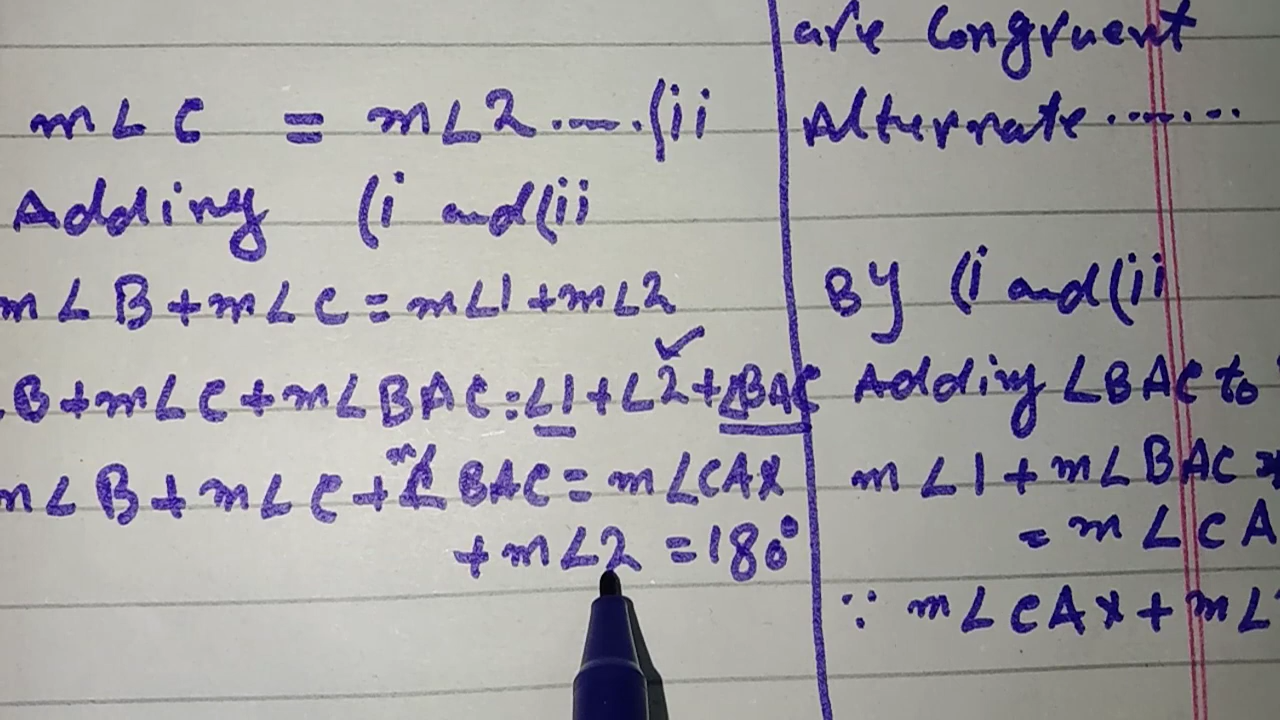 are Congruent
m∠C = m∠2.....(ii
Alternate.......
Adding (i and (ii
m∠B+m∠C=m∠1+m∠2
By (i and (ii
B+m∠C+m∠BAC=∠1+∠2+∠BAC
Adding ∠BAC to
m∠B+m∠C+m∠BAC=m∠CAX
m∠1+m∠BAC
+m∠2=180°
=m∠CA
∵ m∠CAX+m∠